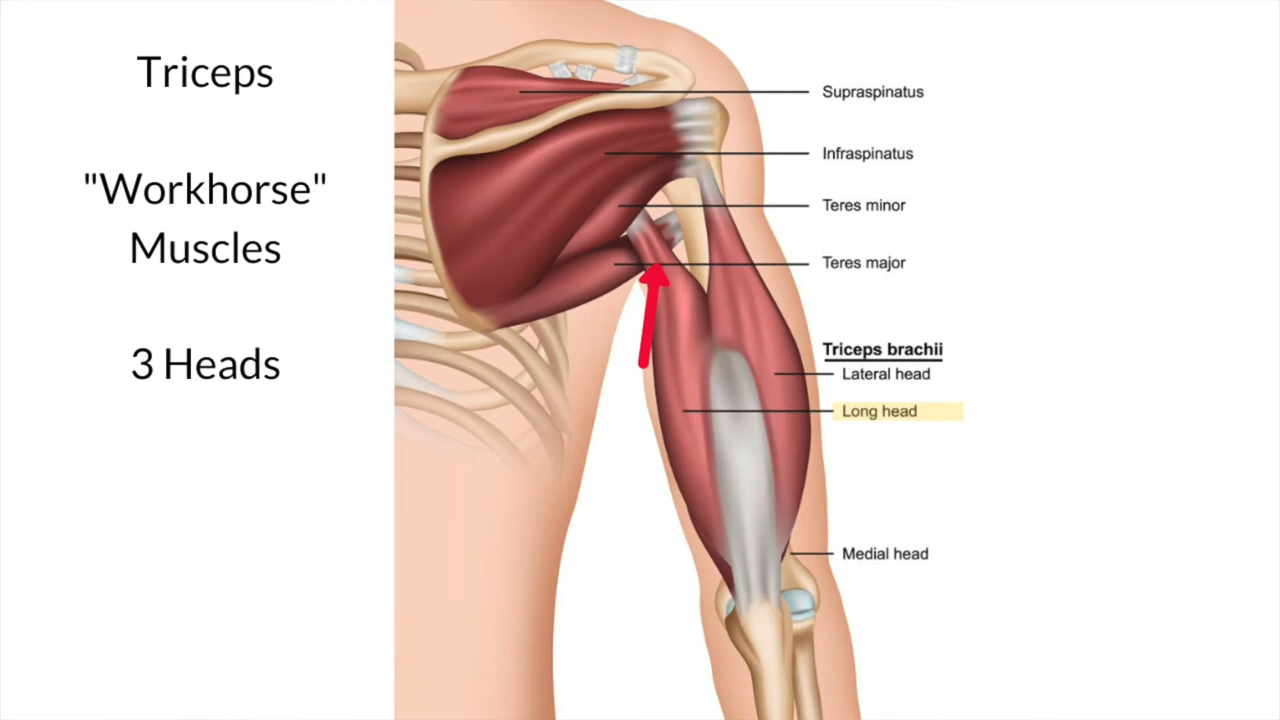 Triceps
"Workhorse"
Muscles
3 Heads
Supraspinatus
Infraspinatus
Teres minor
Teres major
Triceps brachii
Lateral head
Long head
Medial head